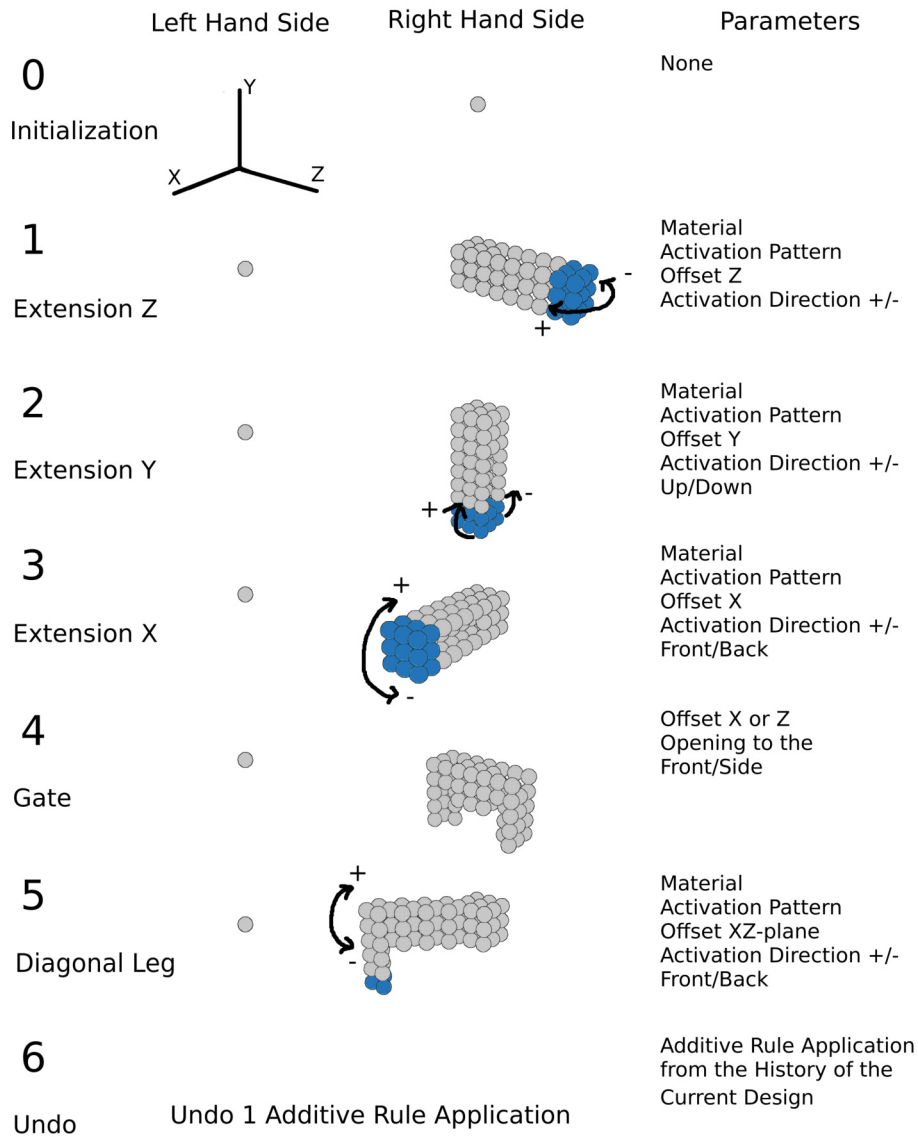 Left Hand Side
Right Hand Side
Parameters
0
Initialization
Y
X
Z
None
1
Extension Z
-
+
Material
Activation Pattern
Offset Z
Activation Direction +/-
2
Extension Y
+
-
Material
Activation Pattern
Offset Y
Activation Direction +/-
Up/Down
3
Extension X
+
-
Material
Activation Pattern
Offset X
Activation Direction +/-
Front/Back
4
Gate
Offset X or Z
Opening to the
Front/Side
5
Diagonal Leg
+
-
Material
Activation Pattern
Offset XZ-plane
Activation Direction +/-
Front/Back
6
Undo
Undo 1 Additive Rule Application
Additive Rule Application
from the History of the
Current Design